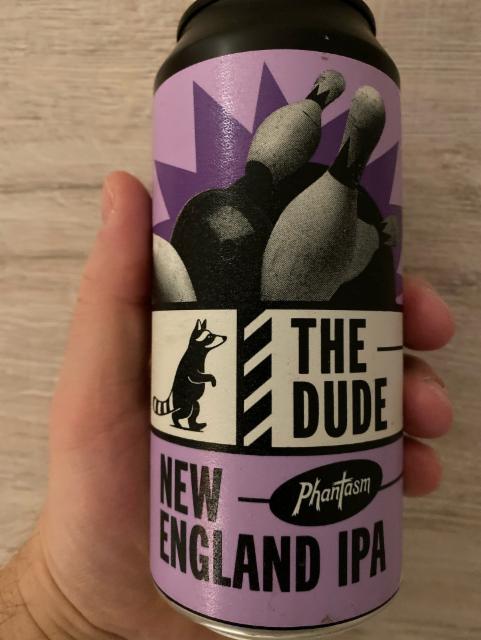 THE
DUDE
NEW
Phantasm
ENGLAND IPA